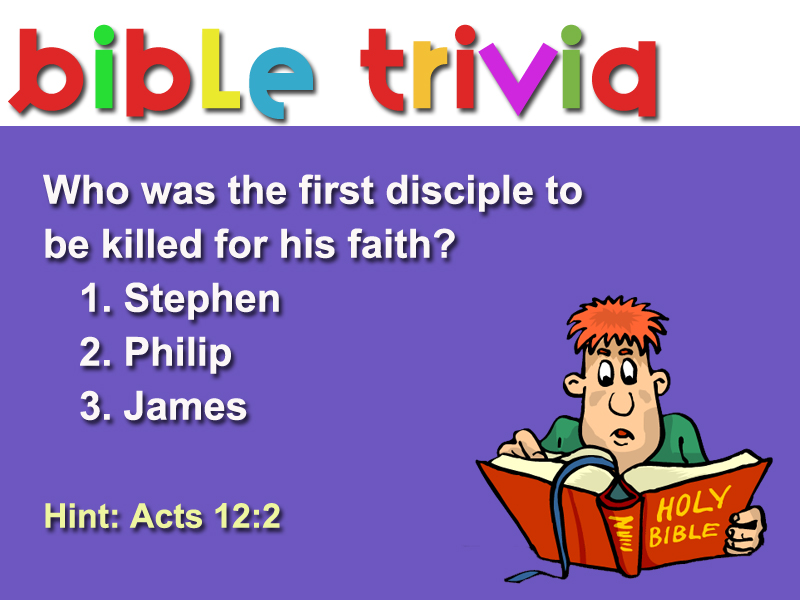 bible trivia
Who was the first disciple to
be killed for his faith?
1. Stephen
2. Philip
3. James
Hint: Acts 12:2
HOLY
BIBLE